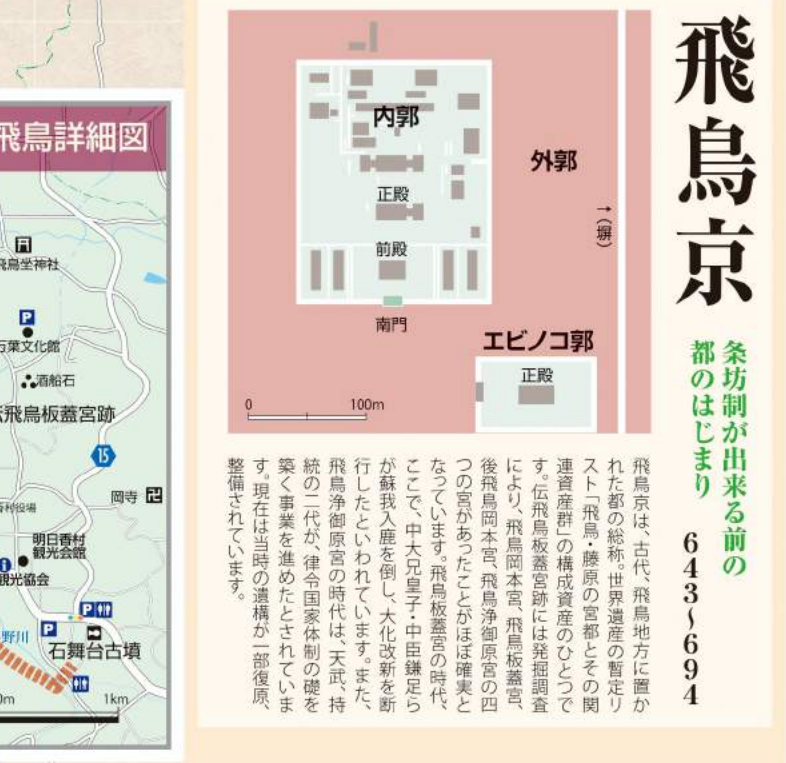 飛鳥京
条坊制が出来る前の
都のはじまり
643〜694
内郭
正殿
前殿
南門
外郭
↑(塀)
エビノコ郭
正殿
0 100m
飛鳥京は、古代、飛鳥地方に置か
れた都の総称。世界遺産の暫定リ
スト「飛鳥・藤原の宮都とその関
連資産群」の構成資産のひとつで
す。伝飛鳥板蓋宮跡には発掘調査
により、飛鳥岡本宮、飛鳥板蓋宮、
後飛鳥岡本宮、飛鳥浄御原宮の四
つの宮があったことがほぼ確実と
なっています。飛鳥板蓋宮の時代、
ここで、中大兄皇子・中臣鎌足ら
が蘇我入鹿を倒し、大化改新を断
行したといわれています。また、
飛鳥浄御原宮の時代は、天武、持
統の二代が、律令国家体制の礎を
築く事業を進めたとされていま
す。現在は当時の遺構が一部復原、
整備されています。
飛鳥詳細図
飛鳥坐神社
P
万葉文化館
酒船石
伝飛鳥板蓋宮跡
15
岡寺
明日香村
観光会館
観光協会
P
P
石舞台古墳
1km